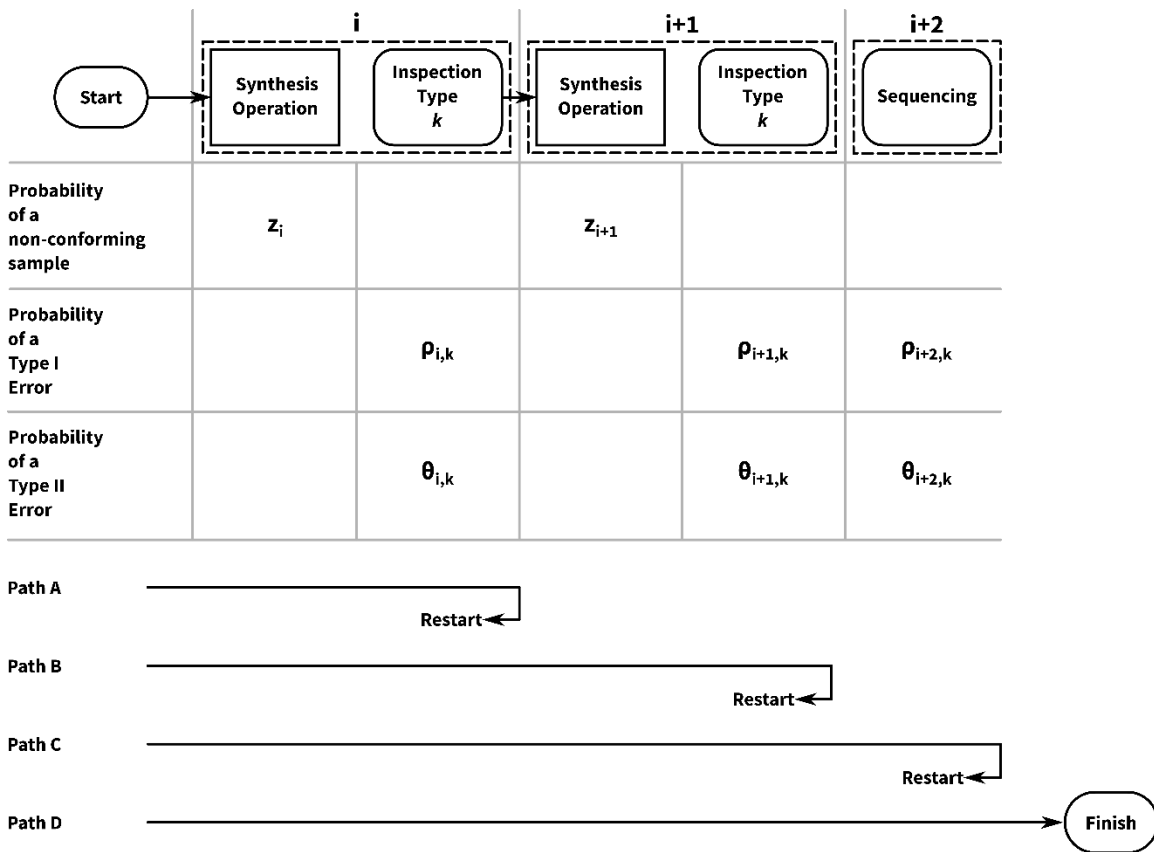 i
i+1
i+2
Start
Synthesis
Operation
Inspection
Type
k
Synthesis
Operation
Inspection
Type
k
Sequencing
Probability
of a
non-conforming
sample
zi
zi+1
Probability
of a
Type I
Error
ρi,k
ρi+1,k
ρi+2,k
Probability
of a
Type II
Error
θi,k
θi+1,k
θi+2,k
Path A
Restart
Path B
Restart
Path C
Restart
Path D
Finish